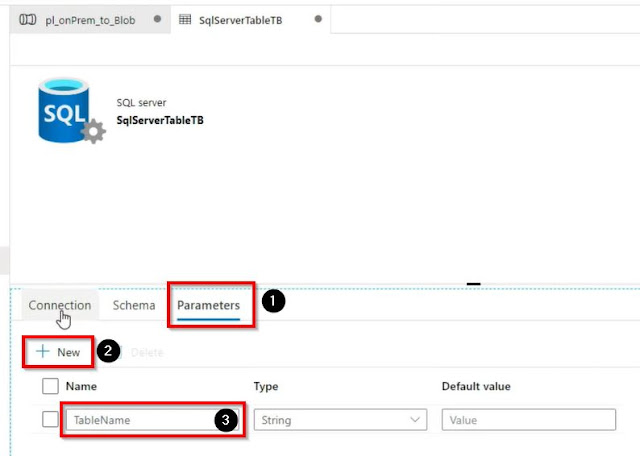 pl_onPrem_to_Blob
SqlServerTableTB
SQL
SQL server
SqlServerTableTB
Connection Schema Parameters 1
New 2 Delete
Name Type Default value
TableName 3 String Value